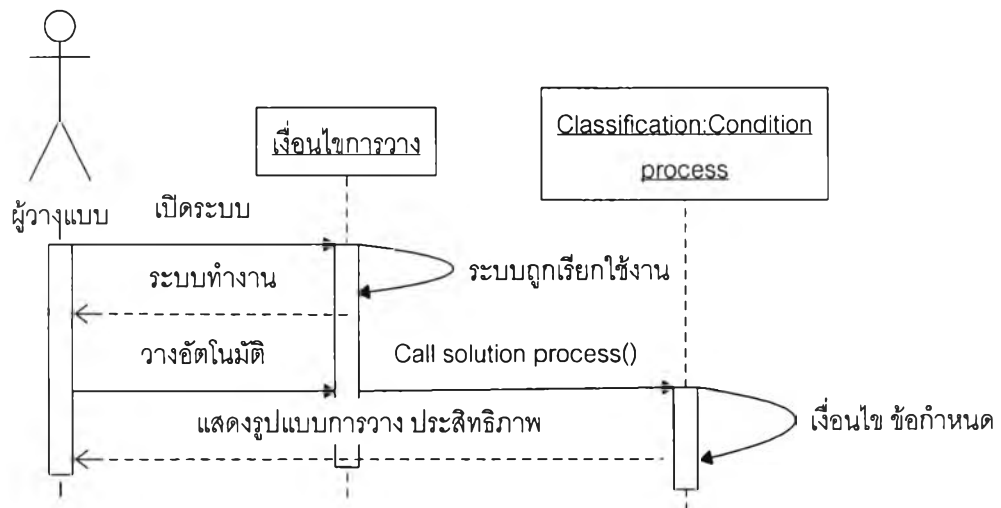 เงื่อนไขการวาง
Classification:Condition
process
ผู้วางแบบ
เปิดระบบ
ระบบถูกเรียกใช้งาน
ระบบทำงาน
วางอัตโนมัติ
Call solution process()
แสดงรูปแบบการวาง ประสิทธิภาพ
เงื่อนไข ข้อกำหนด